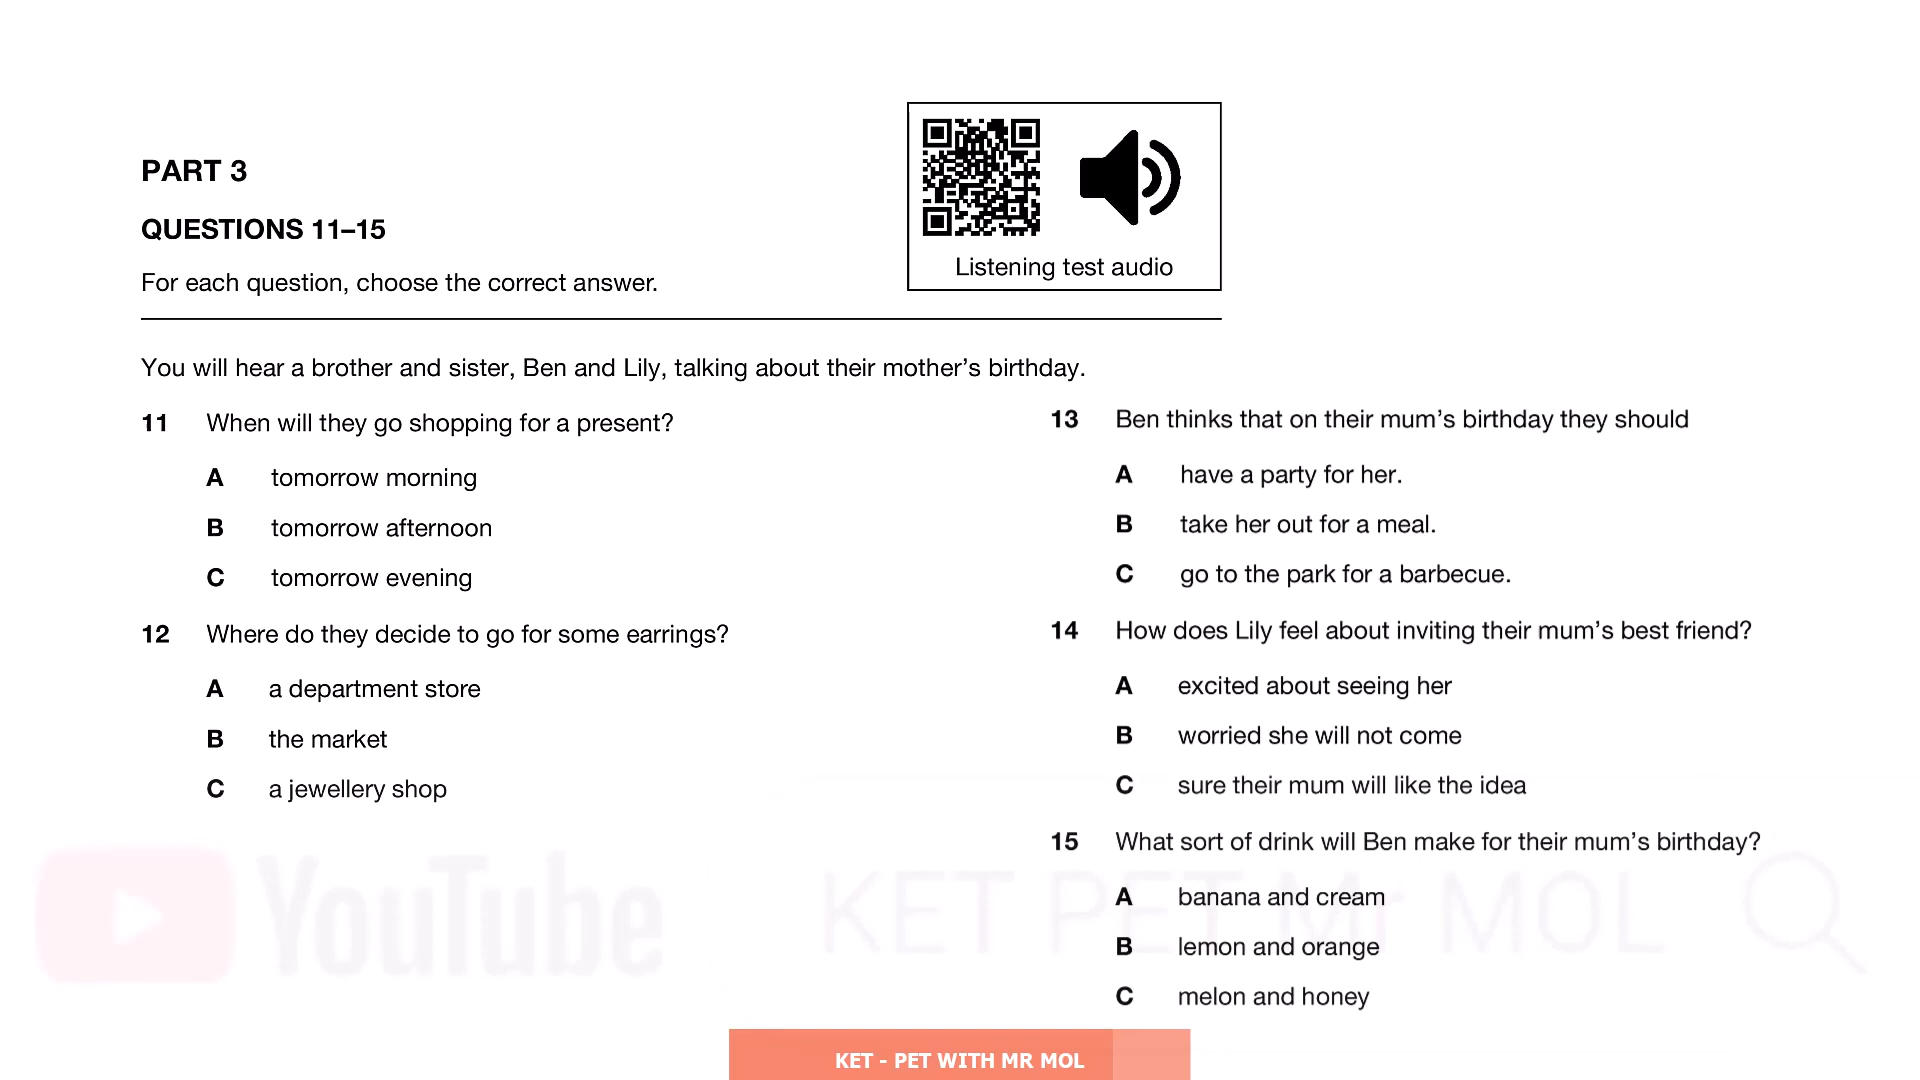 PART 3
QUESTIONS 11–15
For each question, choose the correct answer.
Listening test audio
You will hear a brother and sister, Ben and Lily, talking about their mother’s birthday.
11 When will they go shopping for a present?
A tomorrow morning
B tomorrow afternoon
C tomorrow evening
12 Where do they decide to go for some earrings?
A a department store
B the market
C a jewellery shop
13 Ben thinks that on their mum’s birthday they should
A have a party for her.
B take her out for a meal.
C go to the park for a barbecue.
14 How does Lily feel about inviting their mum’s best friend?
A excited about seeing her
B worried she will not come
C sure their mum will like the idea
15 What sort of drink will Ben make for their mum’s birthday?
A banana and cream
B lemon and orange
C melon and honey
YouTube
KET PET Mr MOL
KET - PET WITH MR MOL